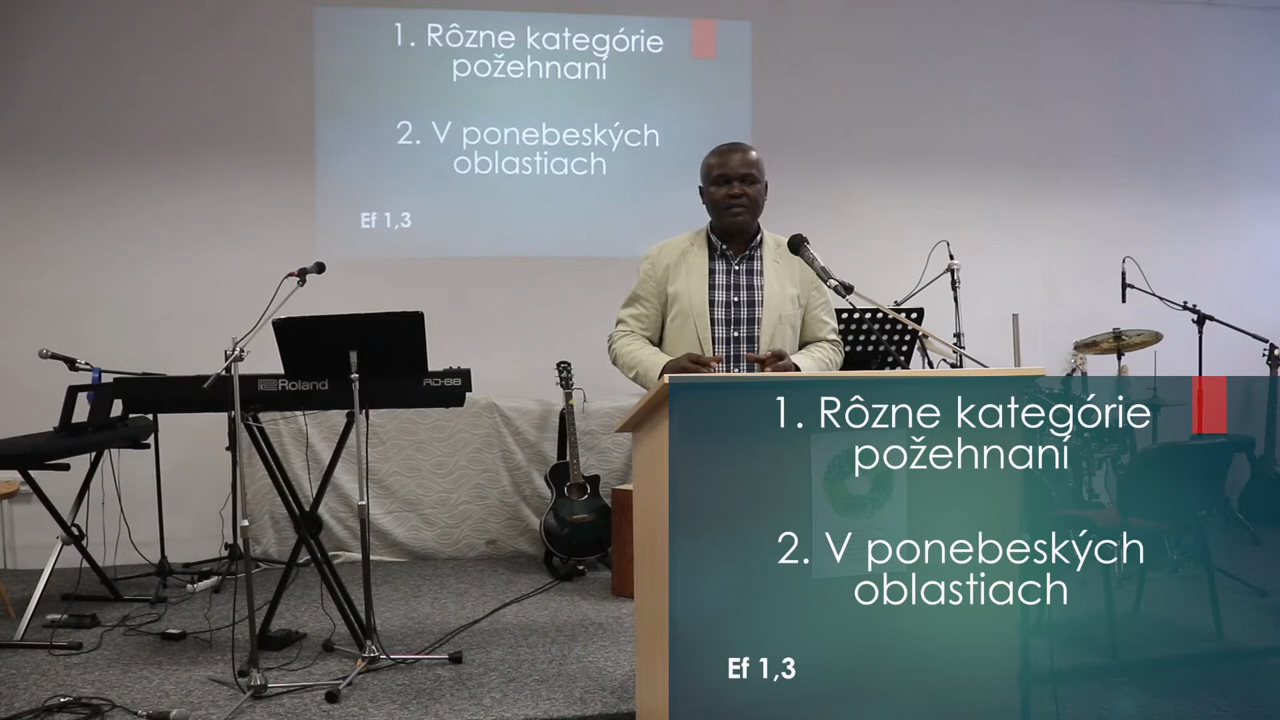 1. Rôzne kategórie
požehnaní
2. V ponebeských
oblastiach
Ef 1,3
Roland
RD-88
1. Rôzne kategórie
požehnaní
2. V ponebeských
oblastiach
Ef 1,3